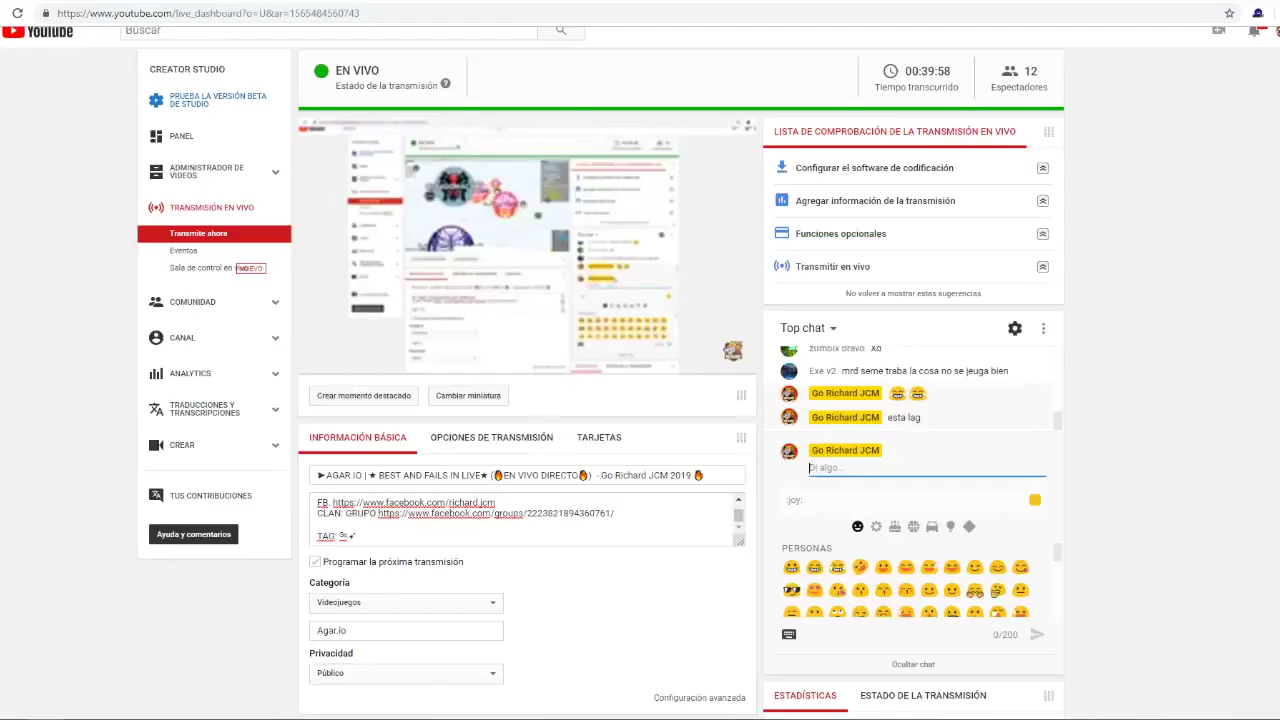 https://www.youtube.com/live_dashboard?o=U&ar=1565484560743
YouTube
Buscar
CREATOR STUDIO
PRUEBA LA VERSIÓN BETA
DE STUDIO
PANEL
ADMINISTRADOR DE
VIDEOS
TRANSMISIÓN EN VIVO
Transmite ahora
Eventos
Sala de control en
COMUNIDAD
CANAL
ANALYTICS
TRADUCCIONES Y
TRANSCRIPCIONES
CREAR
TUS CONTRIBUCIONES
Ayuda y comentarios
EN VIVO
Estado de la transmisión
00:39:58
Tiempo transcurrido
12
Espectadores
Crear momento destacado
Cambiar miniatura
INFORMACIÓN BÁSICA
OPCIONES DE TRANSMISIÓN
TARJETAS
►AGAR.IO | ★ BEST AND FAILS IN LIVE★ (🔥EN VIVO DIRECTO🔥) - Go Richard JCM 2019 🔥
FB: https://www.facebook.com/richard.jcm
CLAN: GRUPO https://www.facebook.com/groups/2223821894360761/
TAG: ᴳᵒ
Programar la próxima transmisión
Categoría
Videojuegos
Agar.io
Privacidad
Público
Configuración avanzada
LISTA DE COMPROBACIÓN DE LA TRANSMISIÓN EN VIVO
Configurar el software de codificación
Agregar información de la transmisión
Funciones opcionales
Transmitir en vivo
No volver a mostrar estas sugerencias
Top chat
zumbix bravo Xd
Exe v2 mrd seme traba la cosa no se jeuga bien
Go Richard JCM 😂 😂
Go Richard JCM esta lag
Go Richard JCM
Di algo...
:joy:
PERSONAS
0/200
Ocultar chat
ESTADÍSTICAS
ESTADO DE LA TRANSMISIÓN